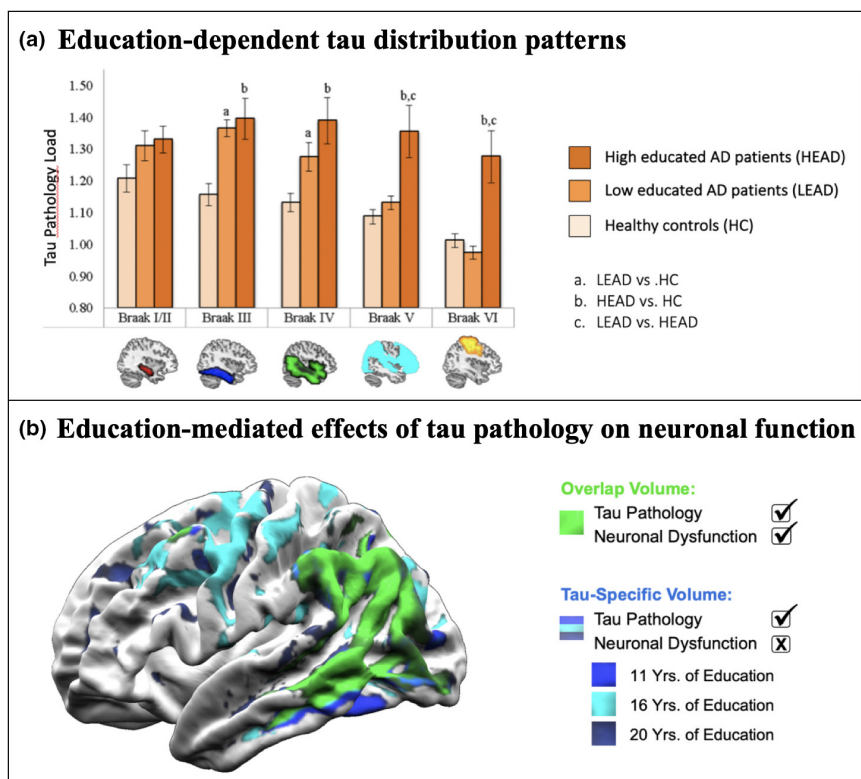 (a) Education-dependent tau distribution patterns
Tau Pathology Load
1.50
1.40
1.30
1.20
1.10
1.00
0.90
0.80
a
b
a
b
b,c
b,c
Braak I/II
Braak III
Braak IV
Braak V
Braak VI
High educated AD patients (HEAD)
Low educated AD patients (LEAD)
Healthy controls (HC)
a. LEAD vs .HC
b. HEAD vs. HC
c. LEAD vs. HEAD
(b) Education-mediated effects of tau pathology on neuronal function
Overlap Volume:
Tau Pathology
Neuronal Dysfunction
Tau-Specific Volume:
Tau Pathology
Neuronal Dysfunction X
11 Yrs. of Education
16 Yrs. of Education
20 Yrs. of Education